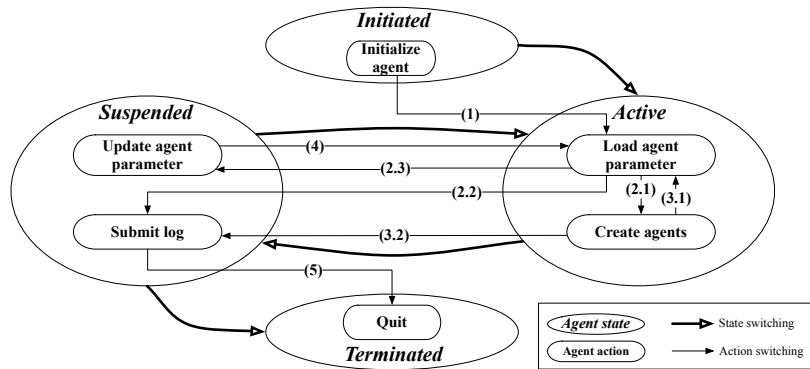 Initiated
Initialize
agent
(1)
Suspended
Active
Update agent
parameter
(4)
Load agent
parameter
(2.3)
(2.2)
(2.1)
(3.1)
Submit log
(3.2)
Create agents
(5)
Quit
Terminated
Agent state
State switching
Agent action
Action switching